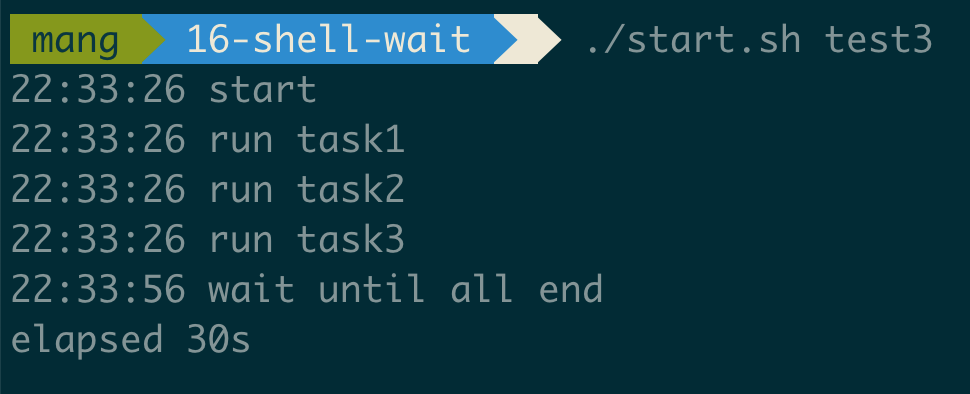 mang 16-shell-wait ./start.sh test3
22:33:26 start
22:33:26 run task1
22:33:26 run task2
22:33:26 run task3
22:33:56 wait until all end
elapsed 30s